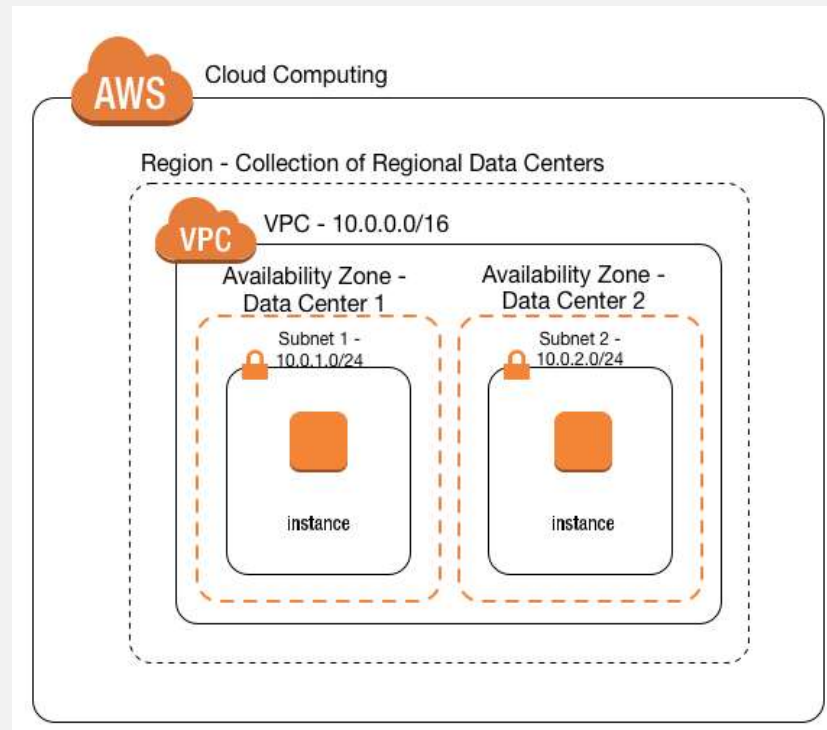 AWS
Cloud Computing
Region - Collection of Regional Data Centers
VPC
VPC - 10.0.0.0/16
Availability Zone -
Data Center 1
Subnet 1 -
10.0.1.0/24
instance
Availability Zone -
Data Center 2
Subnet 2 -
10.0.2.0/24
instance